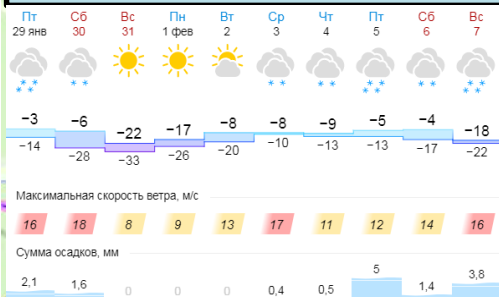 Пт Сб Вс Пн Вт Ср Чт Пт Сб Вс
29 янв 30 31 1 фев 2 3 4 5 6 7
−3 −6 −22 −17 −8 −8 −9 −5 −4 −18
−14 −28 −33 −26 −20 −10 −13 −13 −17 −22
Максимальная скорость ветра, м/с
16 18 8 9 13 17 11 12 14 16
Сумма осадков, мм
2,1 1,6 0 0 0 0,4 0,5 5 1,4 3,8